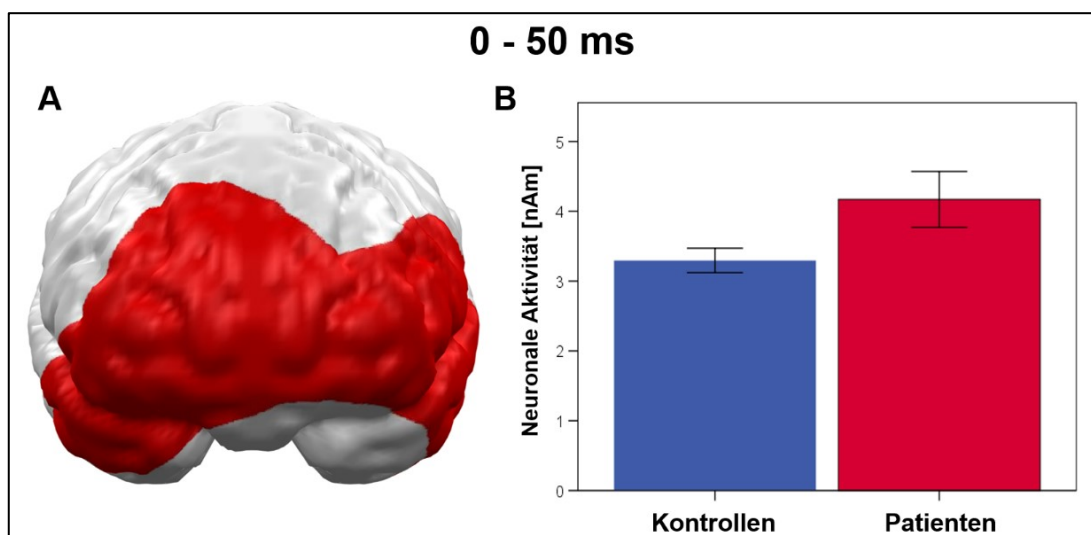 0 - 50 ms
A
B
Neuronale Aktivität [nAm]
5
4
3
2
1
0
Kontrollen
Patienten